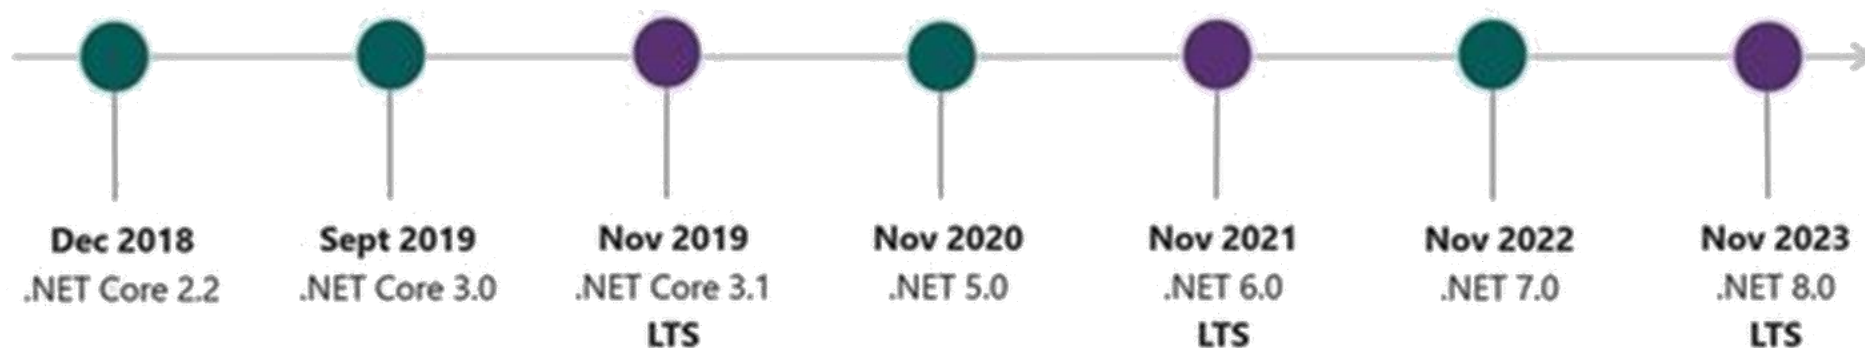 Dec 2018
.NET Core 2.2
Sept 2019
.NET Core 3.0
Nov 2019
.NET Core 3.1
LTS
Nov 2020
.NET 5.0
Nov 2021
.NET 6.0
LTS
Nov 2022
.NET 7.0
Nov 2023
.NET 8.0
LTS